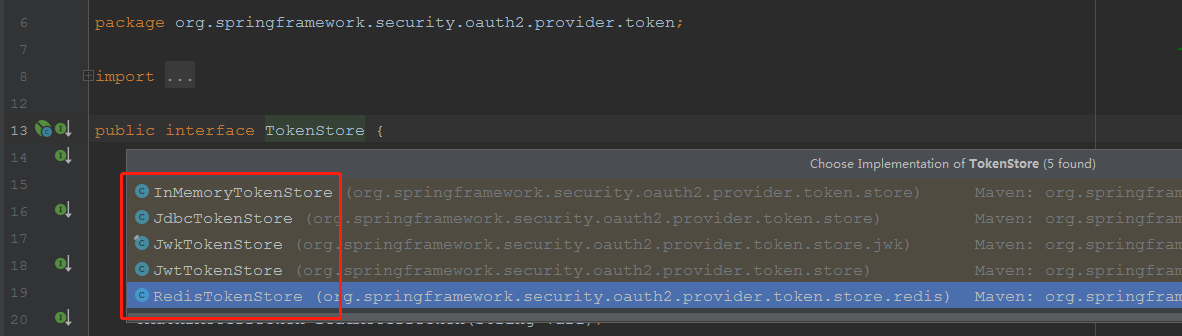 6 package org.springframework.security.oauth2.provider.token;
7
8 import ...
12
13 public interface TokenStore {
14
Choose Implementation of TokenStore (5 found)
15 InMemoryTokenStore (org.springframework.security.oauth2.provider.token.store) Maven: org.springfram
16 JdbcTokenStore (org.springframework.security.oauth2.provider.token.store) Maven: org.springfram
17 JwkTokenStore (org.springframework.security.oauth2.provider.token.store.jwk) Maven: org.springfram
18 JwtTokenStore (org.springframework.security.oauth2.provider.token.store) Maven: org.springfram
19 RedisTokenStore (org.springframework.security.oauth2.provider.token.store.redis) Maven: org.springfram
20